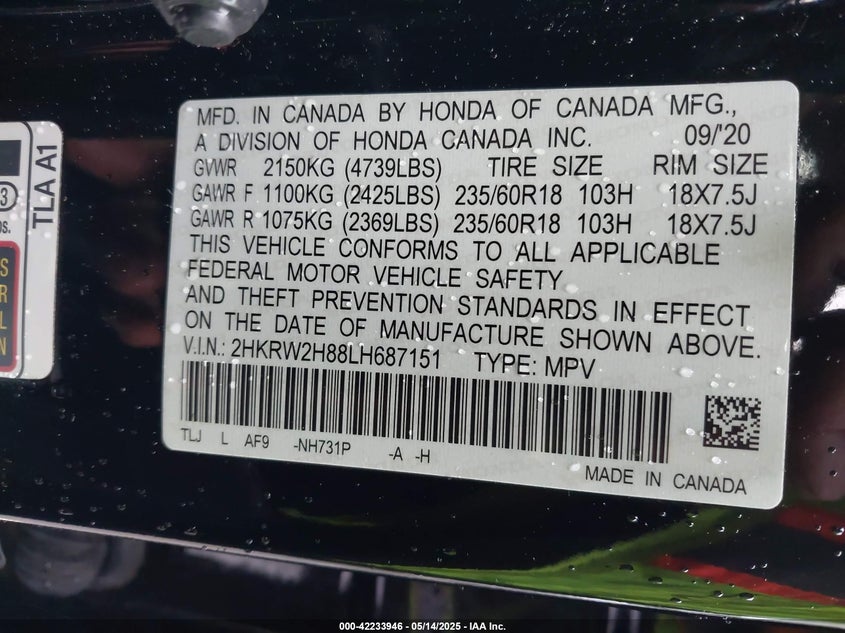 MFD. IN CANADA BY HONDA OF CANADA MFG.,
A DIVISION OF HONDA CANADA INC. 09/'20
GVWR 2150KG (4739LBS) TIRE SIZE RIM SIZE
GAWR F 1100KG (2425LBS) 235/60R18 103H 18X7.5J
GAWR R 1075KG (2369LBS) 235/60R18 103H 18X7.5J
THIS VEHICLE CONFORMS TO ALL APPLICABLE
FEDERAL MOTOR VEHICLE SAFETY
AND THEFT PREVENTION STANDARDS IN EFFECT
ON THE DATE OF MANUFACTURE SHOWN ABOVE.
V.I.N.: 2HKRW2H88LH687151 TYPE: MPV
TLJ L AF9 -NH731P -A -H
MADE IN CANADA
TLA A1
000-42233946 - 05/14/2025 - IAA Inc.